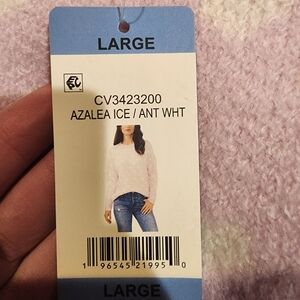 LARGE
CV3423200
AZALEA ICE / ANT WHT
1 96545 21995 0
LARGE